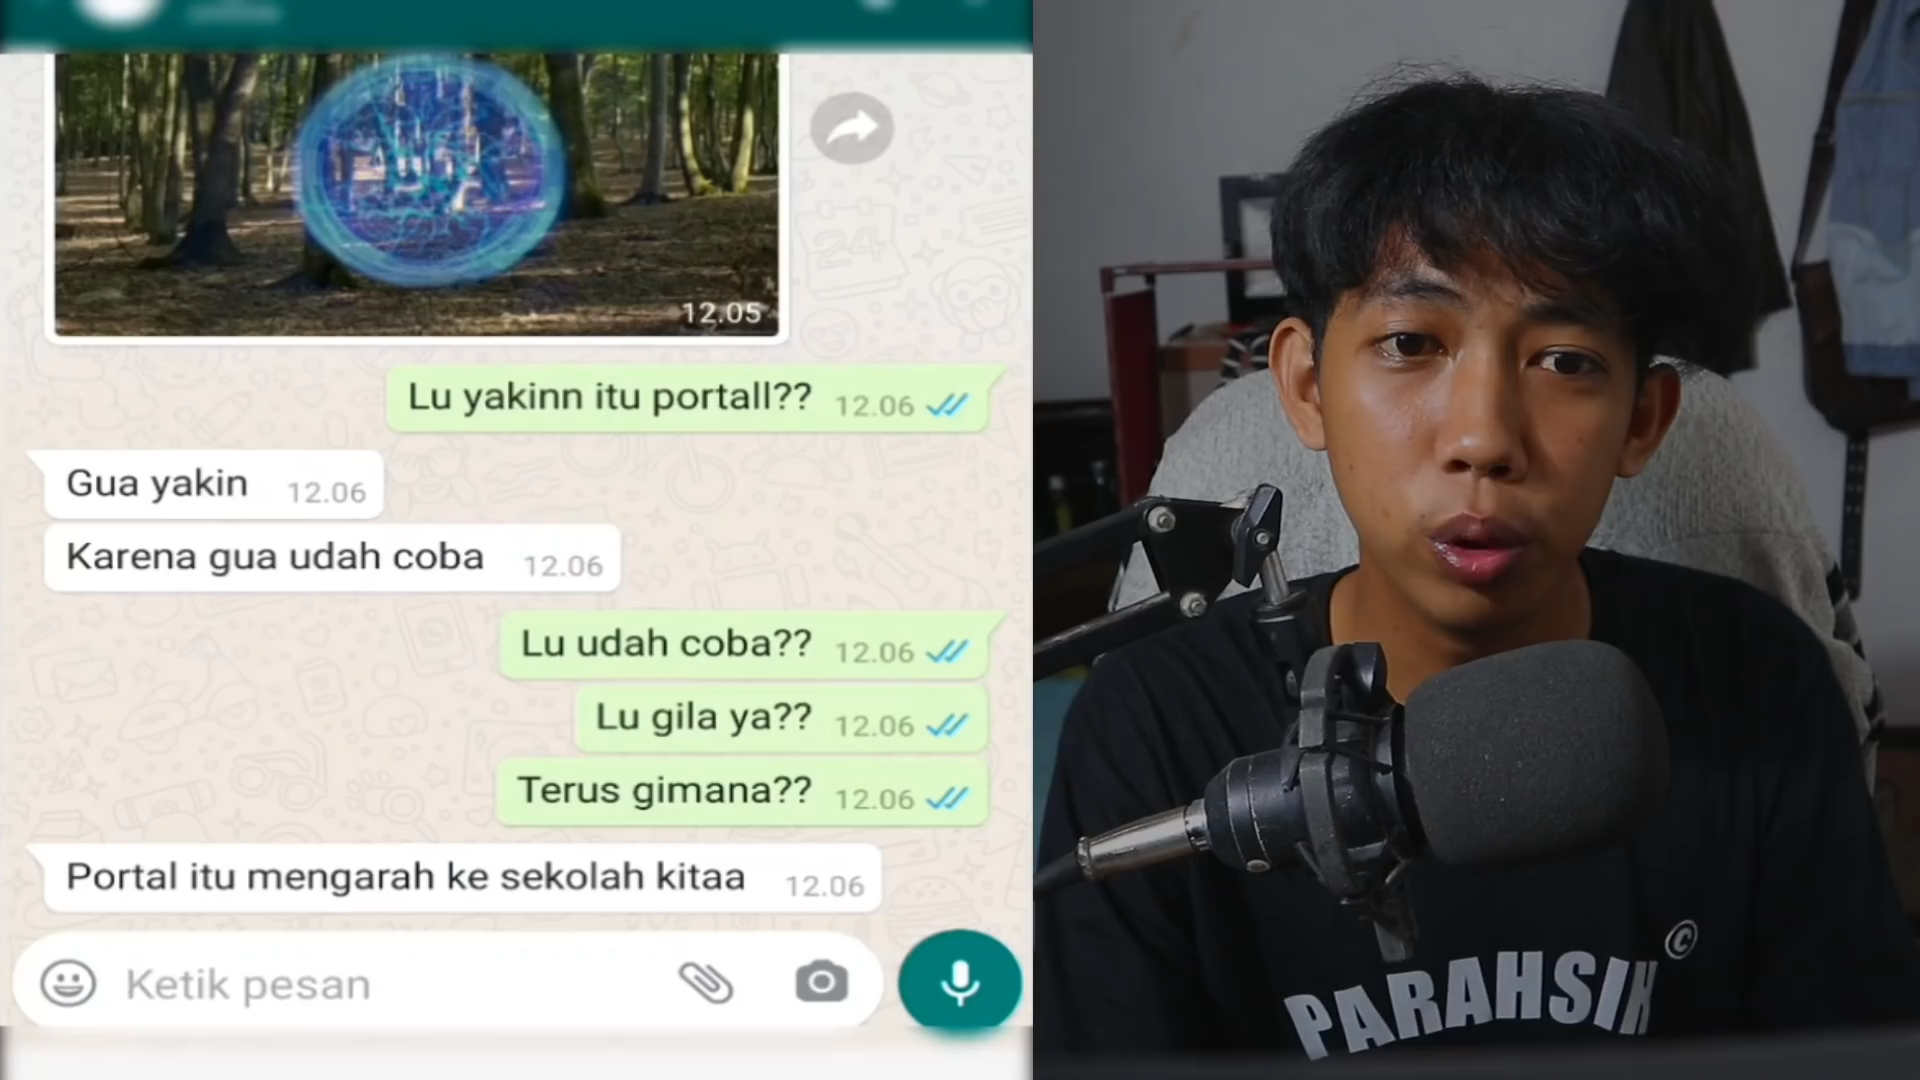 12.05
Lu yakinn itu portall?? 12.06
Gua yakin 12.06
Karena gua udah coba 12.06
Lu udah coba?? 12.06
Lu gila ya?? 12.06
Terus gimana?? 12.06
Portal itu mengarah ke sekolah kitaa 12.06
Ketik pesan
©
PARAHSIH